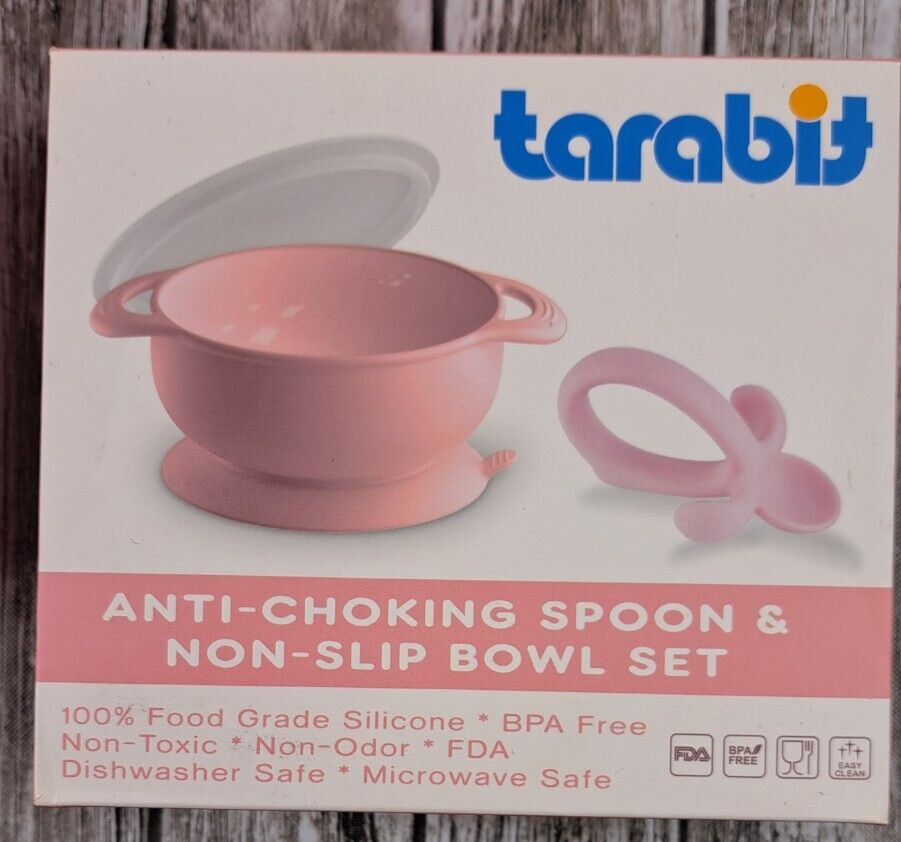 tarabit
ANTI-CHOKING SPOON &
NON-SLIP BOWL SET
100% Food Grade Silicone * BPA Free
Non-Toxic * Non-Odor * FDA
Dishwasher Safe * Microwave Safe
FDA
BPA
FREE
EASY
CLEAN